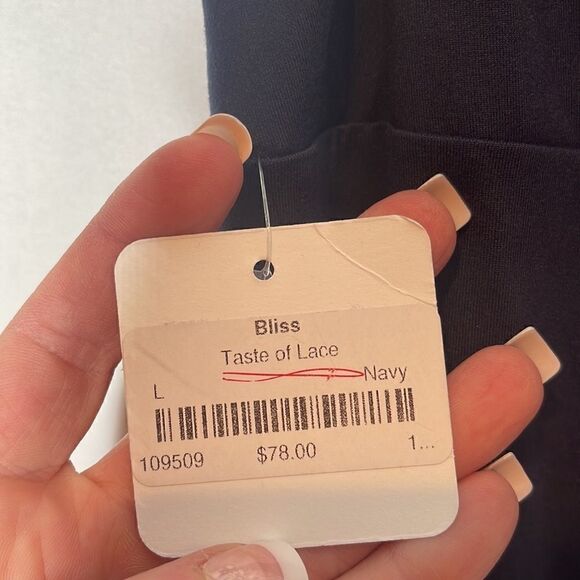 Bliss
Taste of Lace
L Navy
109509 $78.00 1...